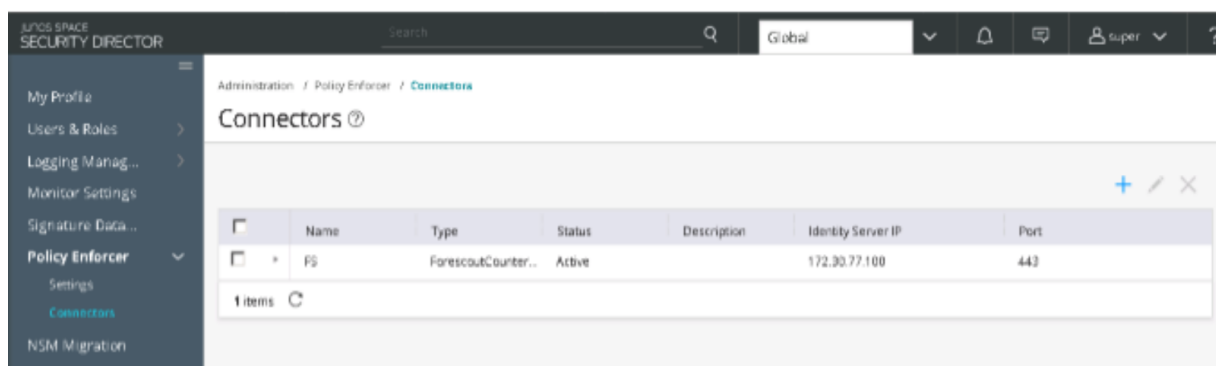 JUNOS SPACE
SECURITY DIRECTOR
Search
Global
super
?
My Profile
Users & Roles
Logging Manag...
Monitor Settings
Signature Data...
Policy Enforcer
Settings
Connectors
NSM Migration
Administration / Policy Enforcer / Connectors
Connectors ?
Name Type Status Description Identity Server IP Port
FS ForescoutCounter... Active 172.30.77.100 443
1 items